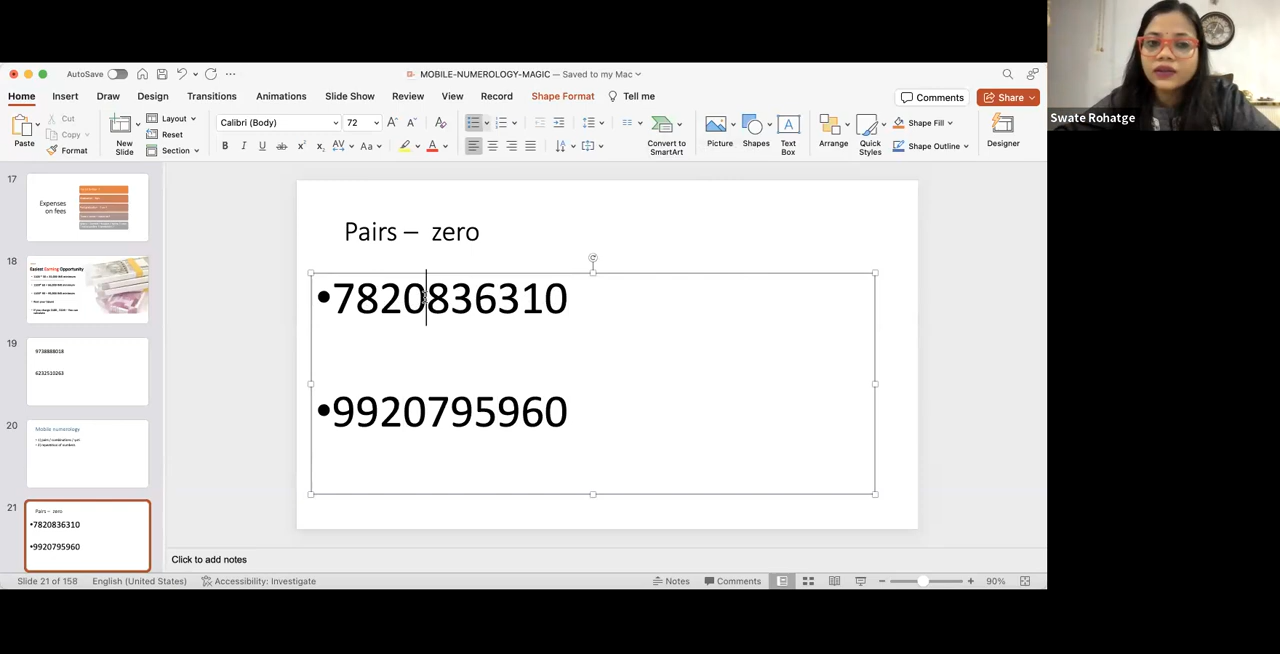 AutoSave
MOBILE-NUMEROLOGY-MAGIC — Saved to my Mac
Home Insert Draw Design Transitions Animations Slide Show Review View Record Shape Format Tell me
Comments Share
Paste
Cut
Copy
Format
New Slide
Layout
Reset
Section
Calibri (Body) 72
Convert to SmartArt
Picture
Shapes
Text Box
Arrange
Quick Styles
Shape Fill
Shape Outline
Designer
Swate Rohatge
17
Expenses on fees
18
Easiest Earning Opportunity
19
9738888018
6232510263
20
Mobile numerology
21
Pairs – zero
•7820836310
•9920795960
Pairs – zero
•7820836310
•9920795960
Click to add notes
Slide 21 of 158 English (United States) Accessibility: Investigate
Notes Comments 90%